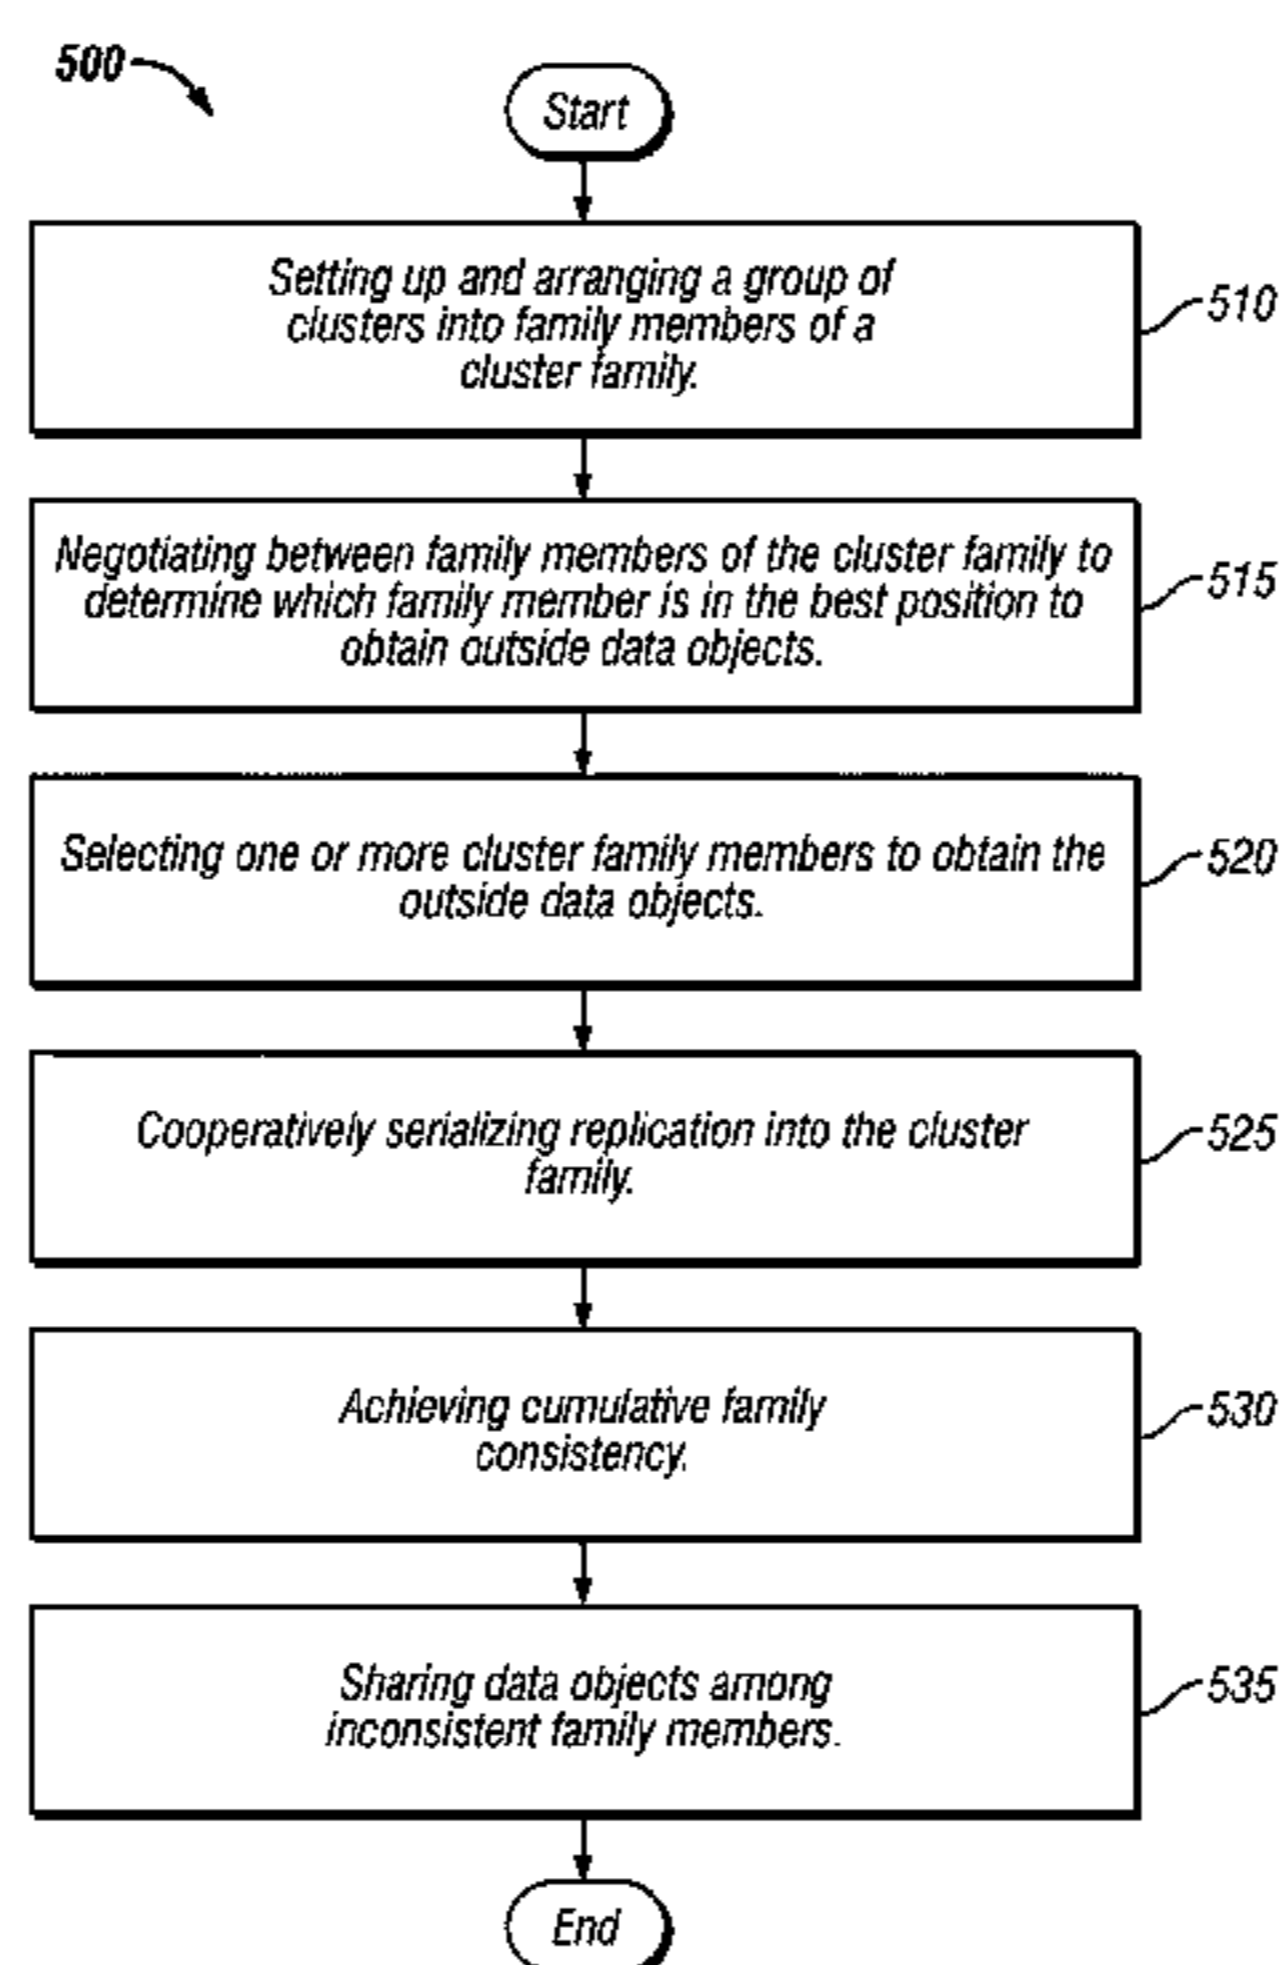 500
Start
Setting up and arranging a group of
clusters into family members of a
cluster family.
510
Negotiating between family members of the cluster family to
determine which family member is in the best position to
obtain outside data objects.
515
Selecting one or more cluster family members to obtain the
outside data objects.
520
Cooperatively serializing replication into the cluster
family.
525
Achieving cumulative family
consistency.
530
Sharing data objects among
inconsistent family members.
535
End